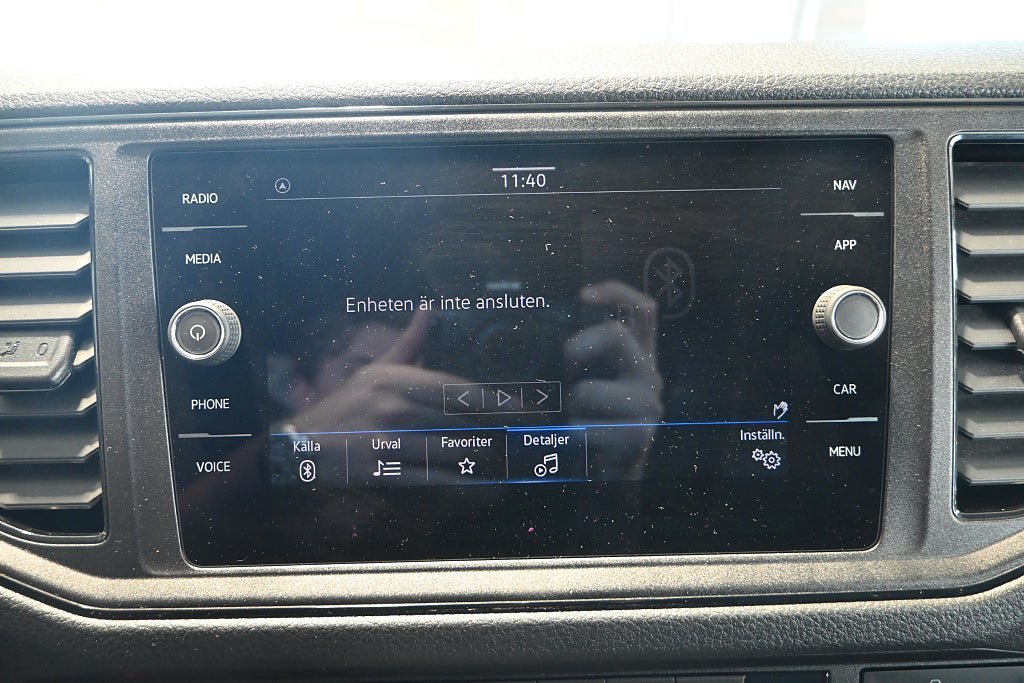 11:40
RADIO
MEDIA
PHONE
VOICE
Enheten är inte ansluten.
Källa
Urval
Favoriter
Detaljer
Inställn.
NAV
APP
CAR
MENU
0